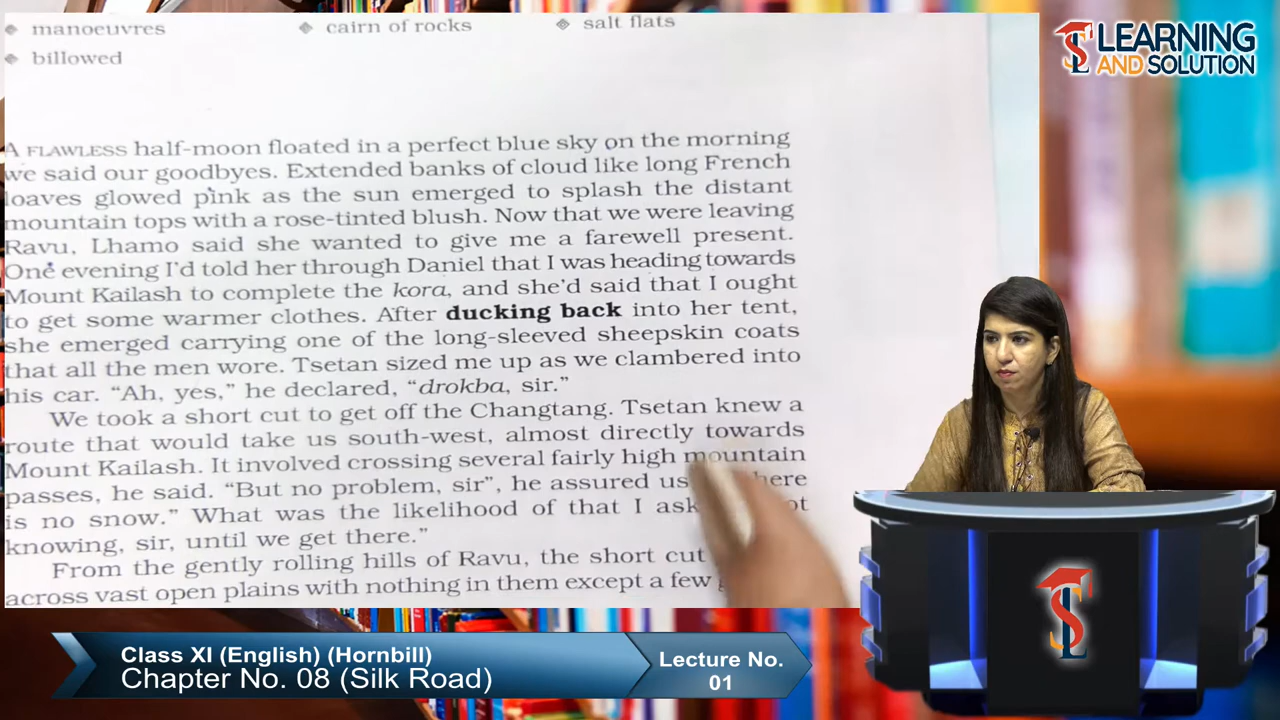 manoeuvres
cairn of rocks
salt flats
billowed
LEARNING
AND SOLUTION
A FLAWLESS half-moon floated in a perfect blue sky on the morning
we said our goodbyes. Extended banks of cloud like long French
loaves glowed pink as the sun emerged to splash the distant
mountain tops with a rose-tinted blush. Now that we were leaving
Ravu, Lhamo said she wanted to give me a farewell present.
One evening I'd told her through Daniel that I was heading towards
Mount Kailash to complete the kora, and she'd said that I ought
to get some warmer clothes. After ducking back into her tent,
she emerged carrying one of the long-sleeved sheepskin coats
that all the men wore. Tsetan sized me up as we clambered into
his car. “Ah, yes,” he declared, “drokba, sir.”
We took a short cut to get off the Changtang. Tsetan knew a
route that would take us south-west, almost directly towards
Mount Kailash. It involved crossing several fairly high mountain
passes, he said. “But no problem, sir”, he assured us
is no snow.” What was the likelihood of that I
knowing, sir, until we get there.”
From the gently rolling hills of Ravu, the short cut
across vast open plains with nothing in them except a few
Class XI (English) (Hornbill)
Chapter No. 08 (Silk Road)
Lecture No.
01